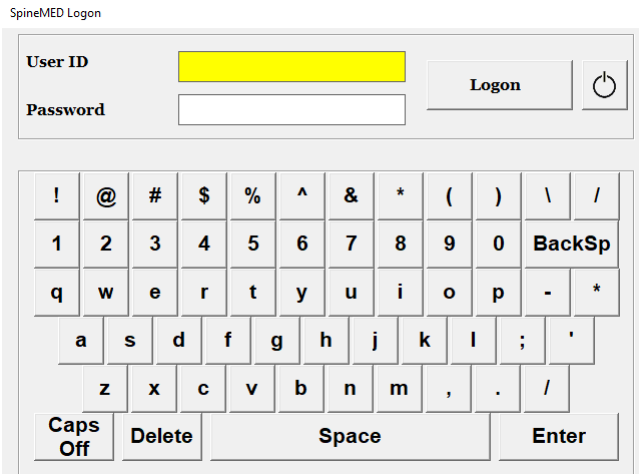 SpineMED Logon
User ID
Logon
Password
! @ # $ % ^ & * ( ) \ /
1 2 3 4 5 6 7 8 9 0 BackSp
q w e r t y u i o p - *
a s d f g h j k l ; '
z x c v b n m , . /
Caps
Off Delete Space Enter